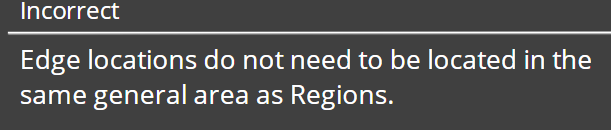 Incorrect
Edge locations do not need to be located in the
same general area as Regions.